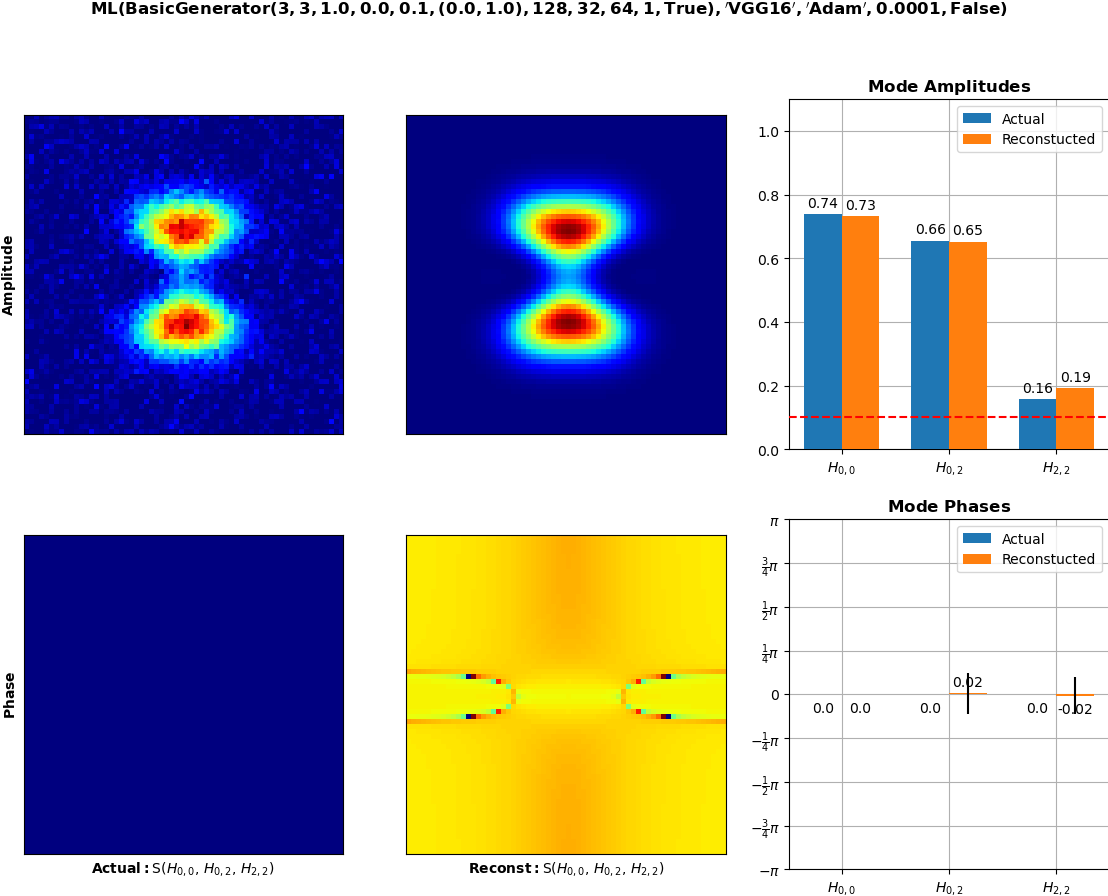 ML(BasicGenerator(3, 3, 1.0, 0.0, 0.1, (0.0, 1.0), 128, 32, 64, 1, True), ′VGG16′, ′Adam′, 0.0001, False)
Amplitude
Mode Amplitudes
Actual
Reconstucted
1.0
0.8
0.6
0.4
0.2
0.0
0.74
0.73
0.66
0.65
0.16
0.19
H0,0
H0,2
H2,2
Phase
Actual: S(H0,0, H0,2, H2,2)
Reconst: S(H0,0, H0,2, H2,2)
Mode Phases
Actual
Reconstucted
π
3/4π
1/2π
1/4π
0
−1/4π
−1/2π
−3/4π
−π
0.0
0.0
0.0
0.02
0.0
-0.02
H0,0
H0,2
H2,2